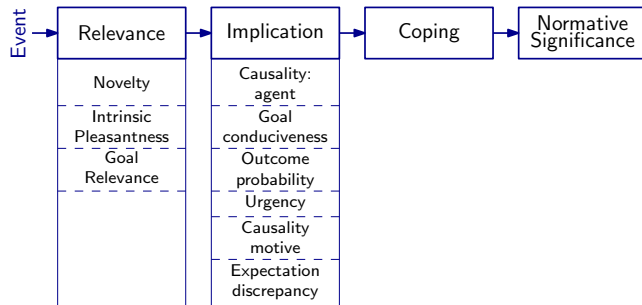 Event
Relevance
Implication
Coping
Normative
Significance
Novelty
Intrinsic
Pleasantness
Goal
Relevance
Causality:
agent
Goal
conduciveness
Outcome
probability
Urgency
Causality
motive
Expectation
discrepancy